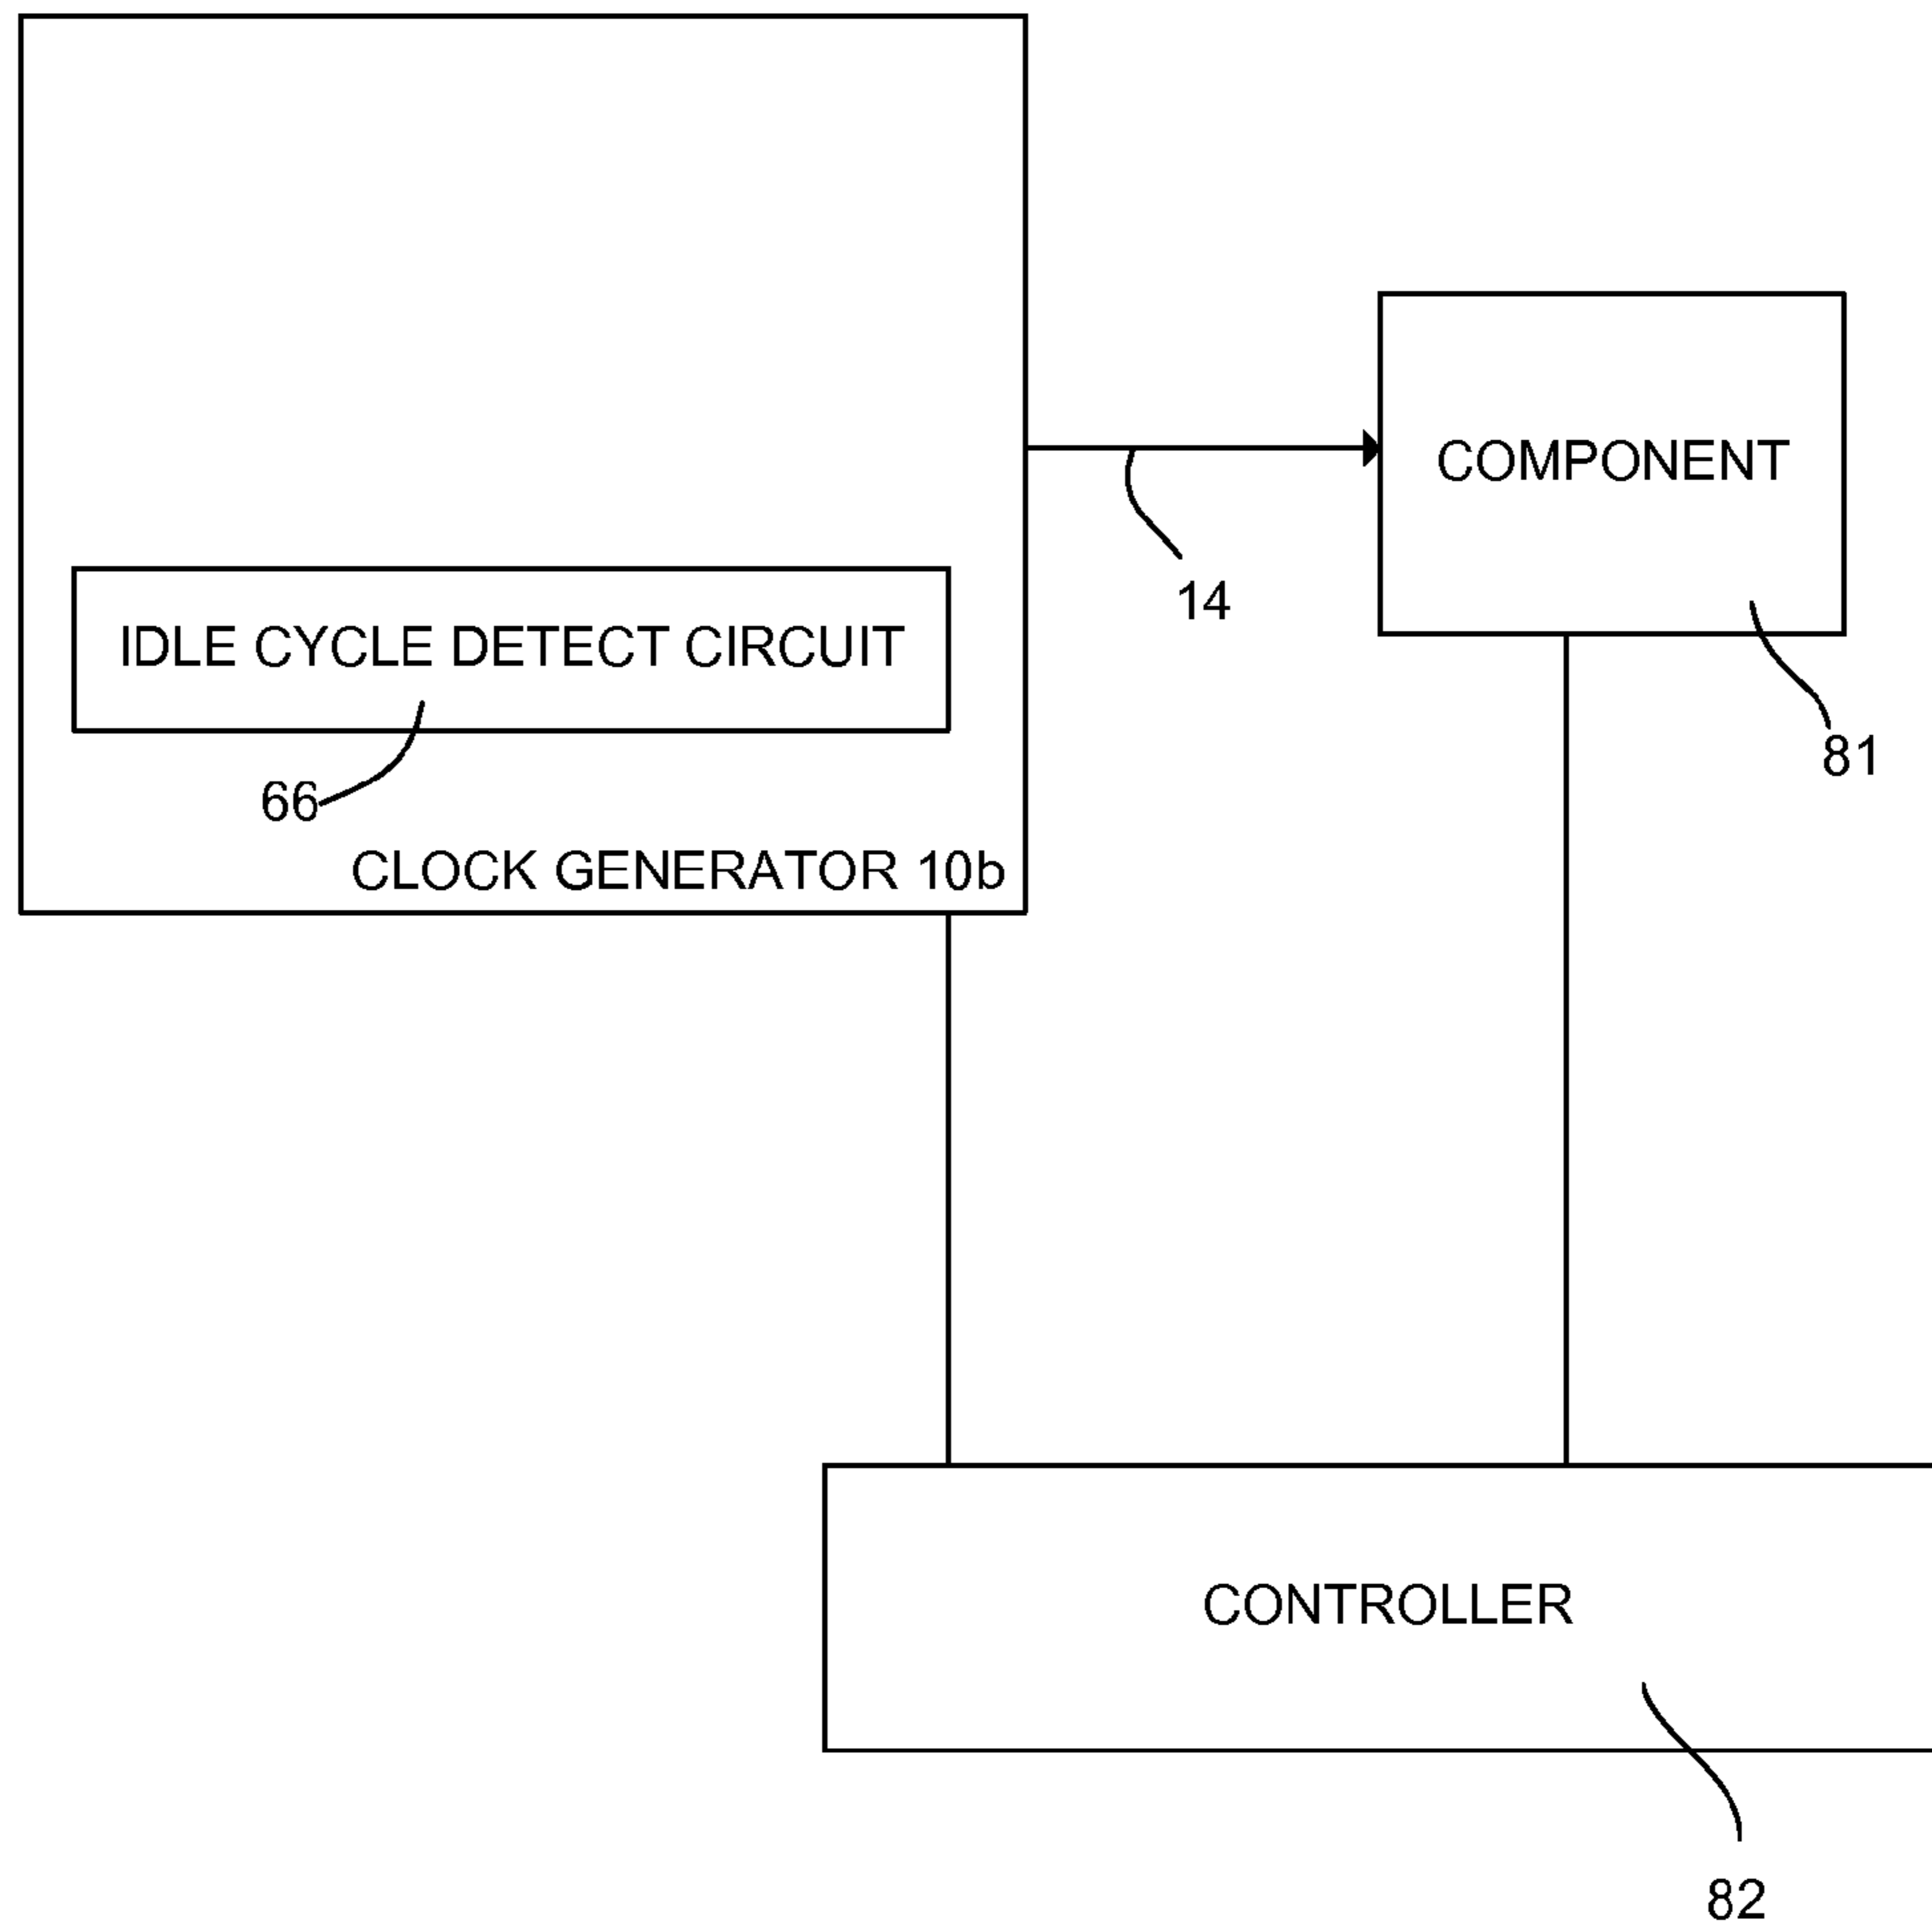 COMPONENT
14
IDLE CYCLE DETECT CIRCUIT
81
66
CLOCK GENERATOR 10b
CONTROLLER
82